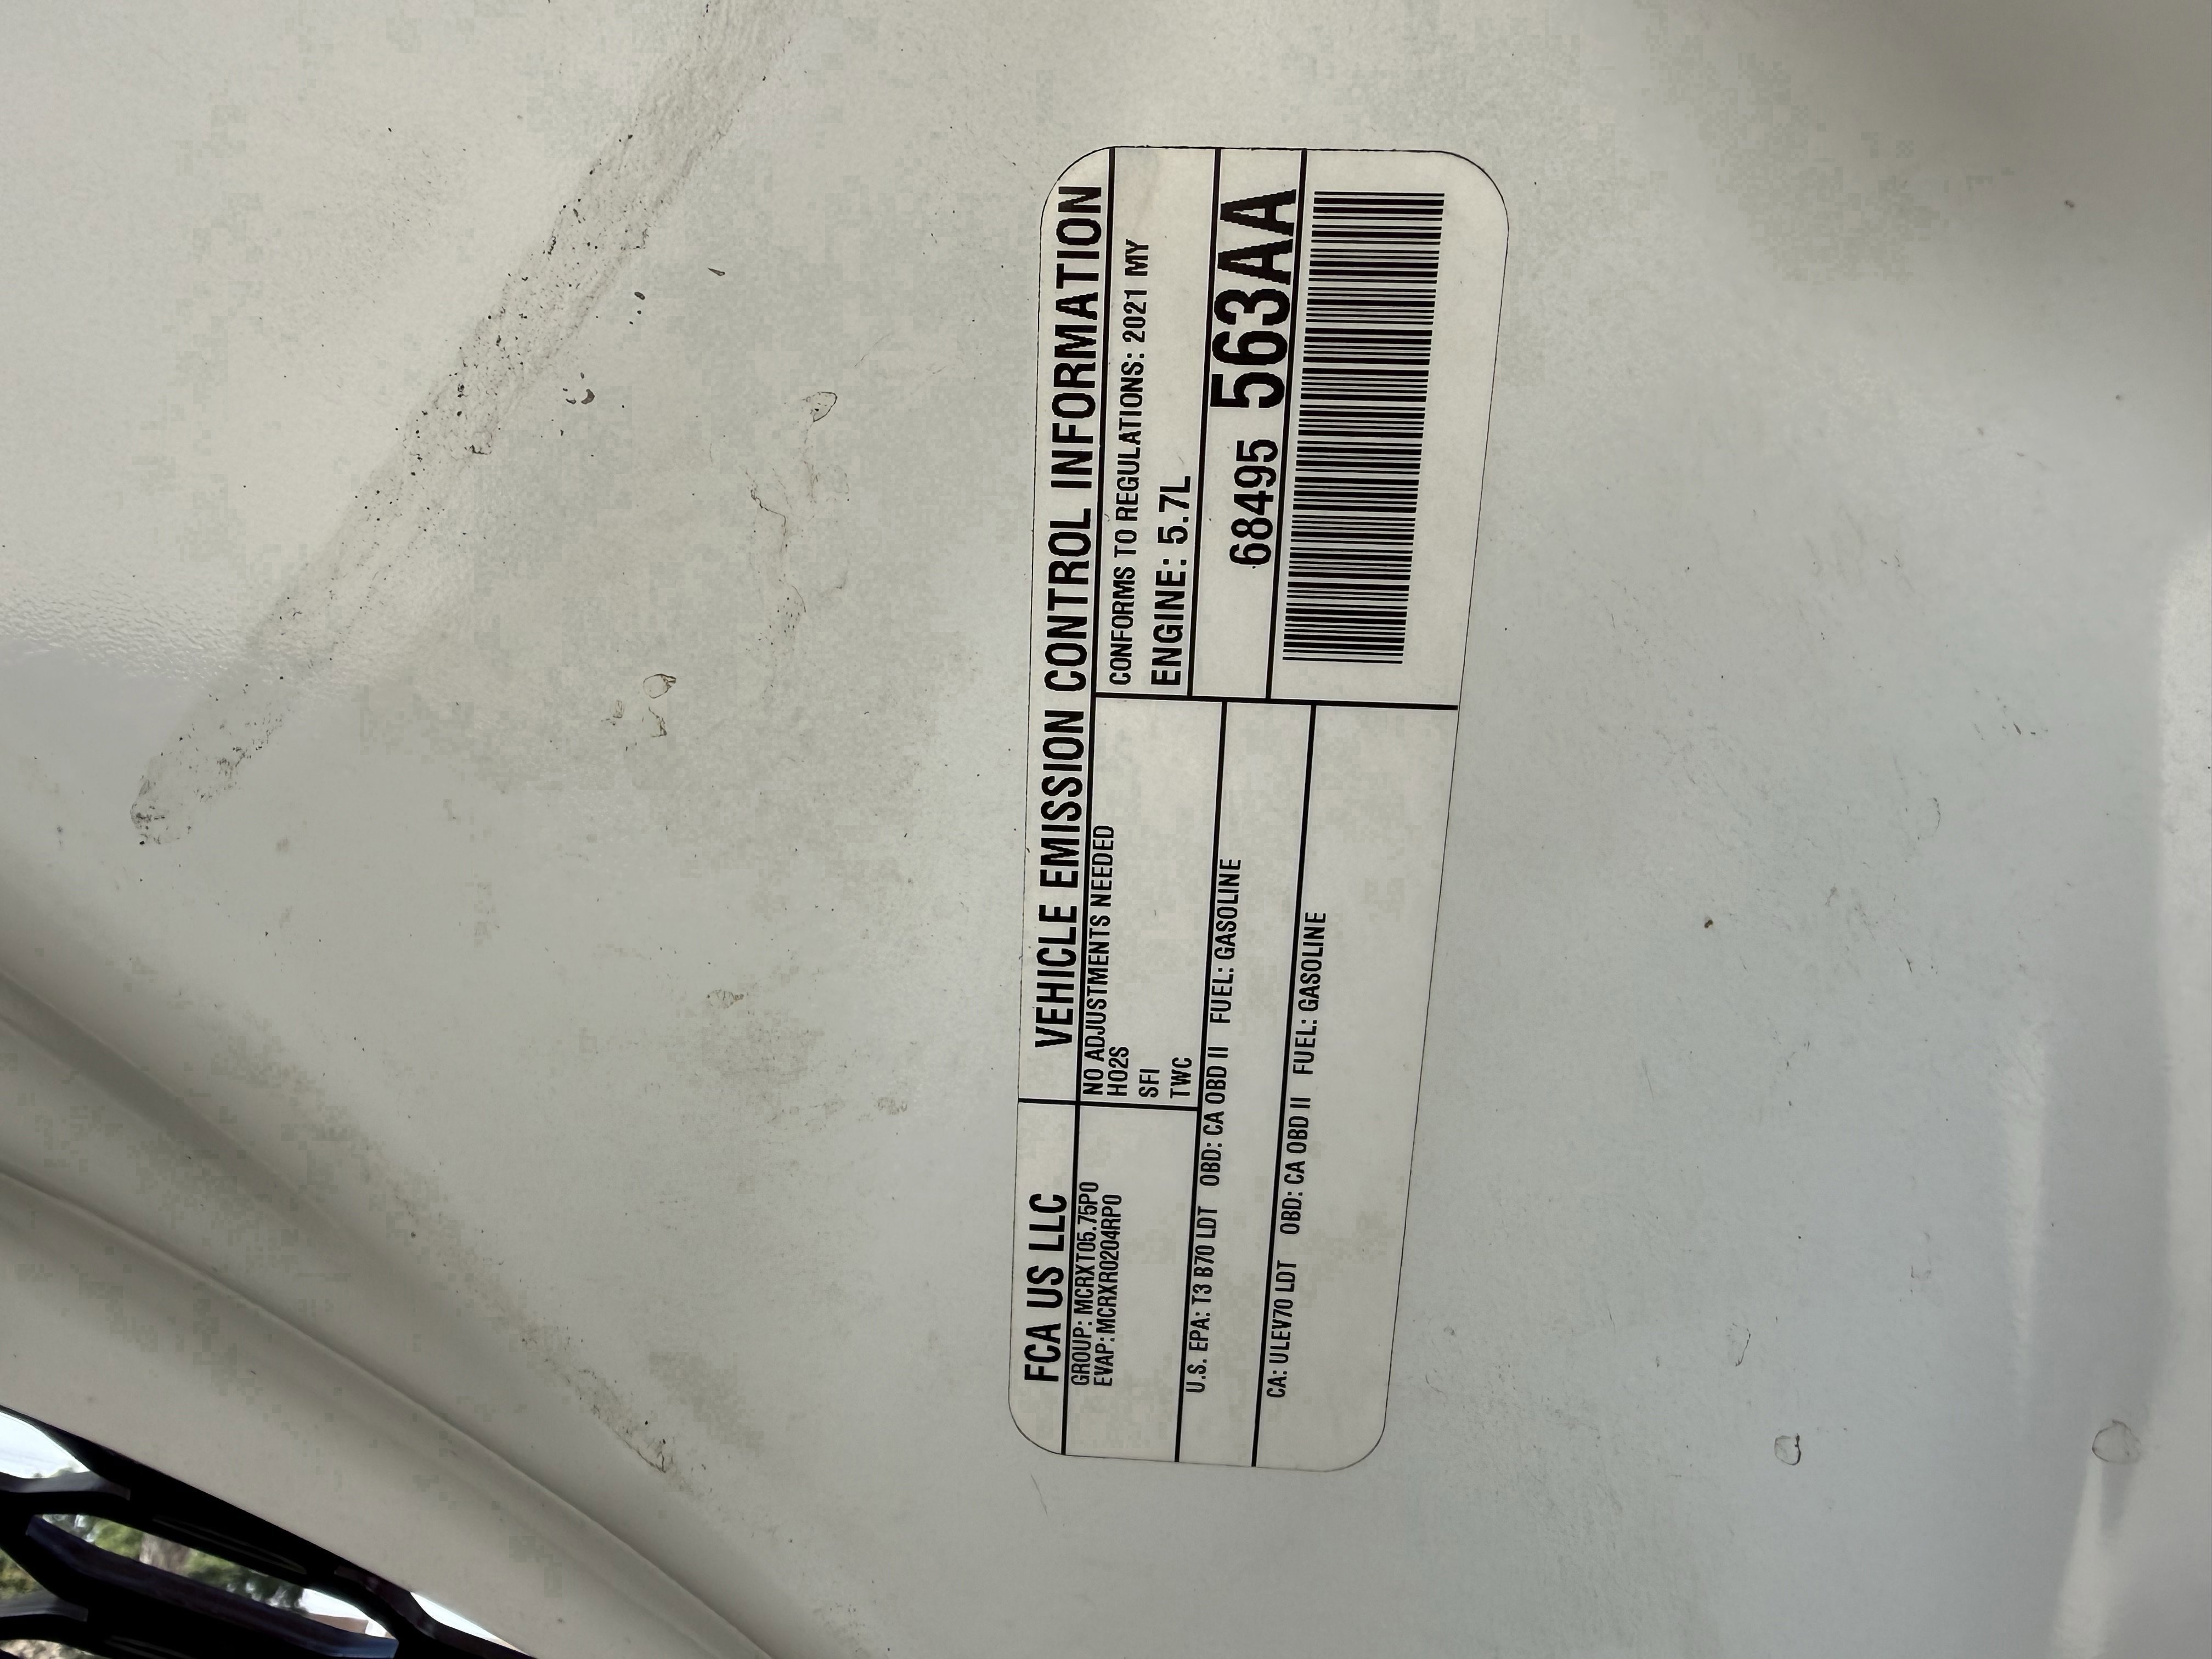 FCA US LLC
VEHICLE EMISSION CONTROL INFORMATION
GROUP: MCRXT05.75P0
EVAP: MCRXR0204RP0
NO ADJUSTMENTS NEEDED
HO2S
SFI
TWC
CONFORMS TO REGULATIONS: 2021 MY
ENGINE: 5.7L
U.S. EPA: T3 B70 LDT OBD: CA OBD II FUEL: GASOLINE
CA: ULEV70 LDT OBD: CA OBD II FUEL: GASOLINE
68495 563AA